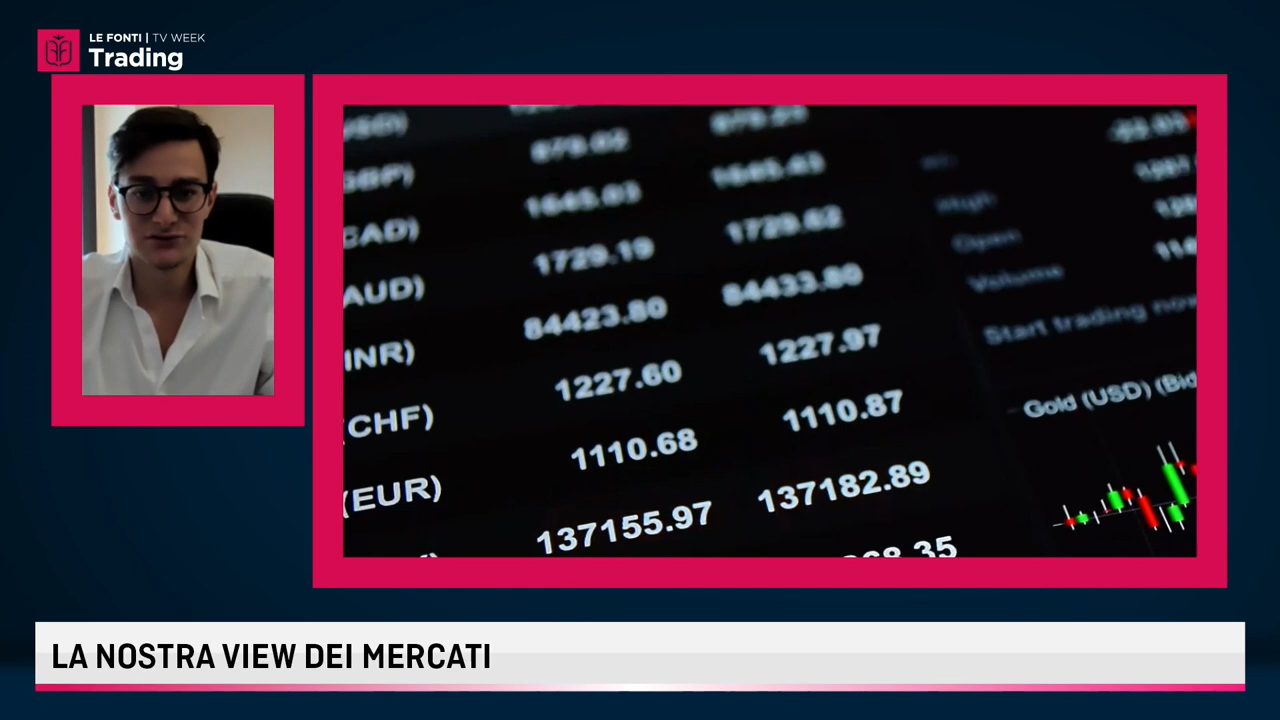 LE FONTI | TV WEEK
Trading
GBP) 1645.03 1645.43
CAD) 1729.19 1729.62
AUD) 84423.80 84433.80
INR) 1227.60 1227.97
(CHF) 1110.68 1110.87
(EUR) 137155.97 137182.89
High
Open
Volume
Start trading now
Gold (USD) (Bid
LA NOSTRA VIEW DEI MERCATI